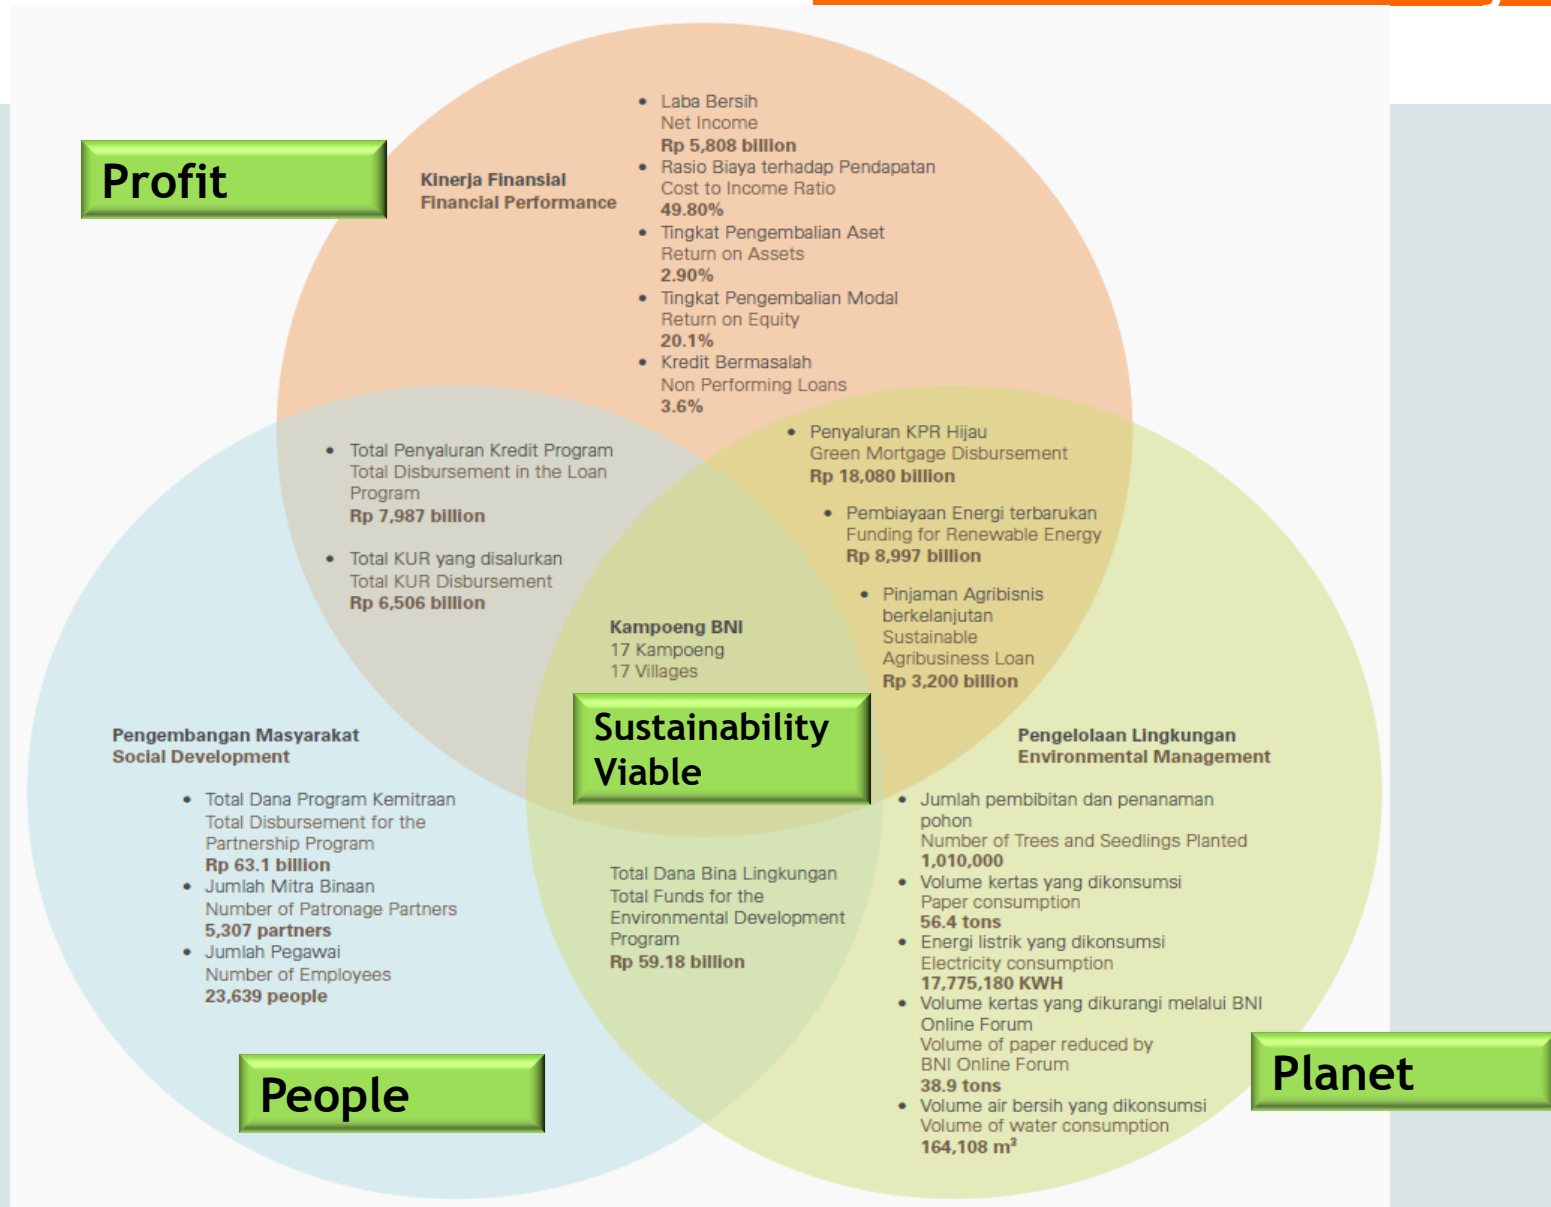 Profit
Kinerja Finansial
Financial Performance
• Laba Bersih
Net Income
Rp 5,808 billion
• Rasio Biaya terhadap Pendapatan
Cost to Income Ratio
49.80%
• Tingkat Pengembalian Aset
Return on Assets
2.90%
• Tingkat Pengembalian Modal
Return on Equity
20.1%
• Kredit Bermasalah
Non Performing Loans
3.6%
• Total Penyaluran Kredit Program
Total Disbursement in the Loan
Program
Rp 7,987 billion
• Total KUR yang disalurkan
Total KUR Disbursement
Rp 6,506 billion
• Penyaluran KPR Hijau
Green Mortgage Disbursement
Rp 18,080 billion
• Pembiayaan Energi terbarukan
Funding for Renewable Energy
Rp 8,997 billion
• Pinjaman Agribisnis
berkelanjutan
Sustainable
Agribusiness Loan
Rp 3,200 billion
Kampoeng BNI
17 Kampoeng
17 Villages
Sustainability
Viable
Pengembangan Masyarakat
Social Development
• Total Dana Program Kemitraan
Total Disbursement for the
Partnership Program
Rp 63.1 billion
• Jumlah Mitra Binaan
Number of Patronage Partners
5,307 partners
• Jumlah Pegawai
Number of Employees
23,639 people
People
Total Dana Bina Lingkungan
Total Funds for the
Environmental Development
Program
Rp 59.18 billion
Pengelolaan Lingkungan
Environmental Management
• Jumlah pembibitan dan penanaman
pohon
Number of Trees and Seedlings Planted
1,010,000
• Volume kertas yang dikonsumsi
Paper consumption
56.4 tons
• Energi listrik yang dikonsumsi
Electricity consumption
17,775,180 KWH
• Volume kertas yang dikurangi melalui BNI
Online Forum
Volume of paper reduced by
BNI Online Forum
38.9 tons
• Volume air bersih yang dikonsumsi
Volume of water consumption
164,108 m³
Planet